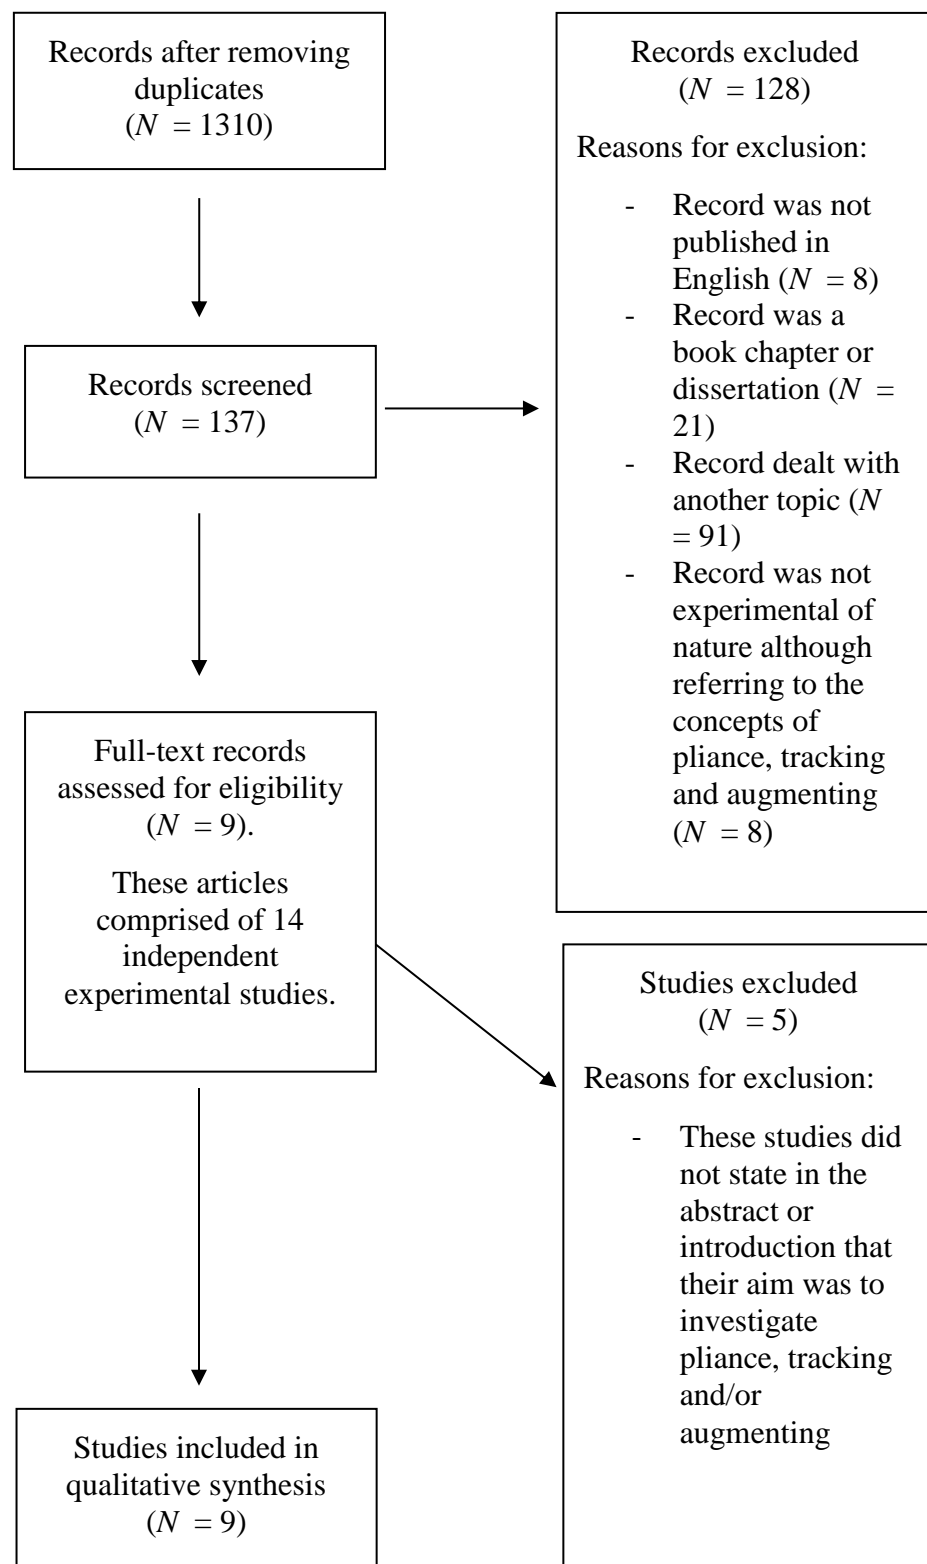 Records after removing
duplicates
(N = 1310)
Records screened
(N = 137)
Records excluded
(N = 128)
Reasons for exclusion:
- Record was not
published in
English (N = 8)
- Record was a
book chapter or
dissertation (N =
21)
- Record dealt with
another topic (N
= 91)
- Record was not
experimental of
nature although
referring to the
concepts of
pliance, tracking
and augmenting
(N = 8)
Full-text records
assessed for eligibility
(N = 9).
These articles
comprised of 14
independent
experimental studies.
Studies excluded
(N = 5)
Reasons for exclusion:
- These studies did
not state in the
abstract or
introduction that
their aim was to
investigate
pliance, tracking
and/or
augmenting
Studies included in
qualitative synthesis
(N = 9)